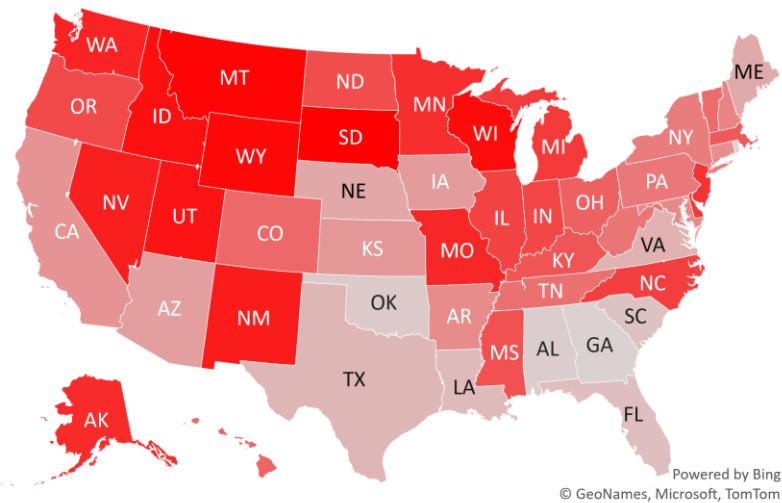 WA
MT
ND
MN
ME
OR
ID
SD
WI
MI
NY
WY
NE
IA
PA
NV
UT
CO
IL
IN
OH
CA
KS
MO
KY
VA
AZ
NM
OK
AR
TN
NC
SC
MS
AL
GA
TX
LA
FL
AK
Powered by Bing
© GeoNames, Microsoft, TomTom